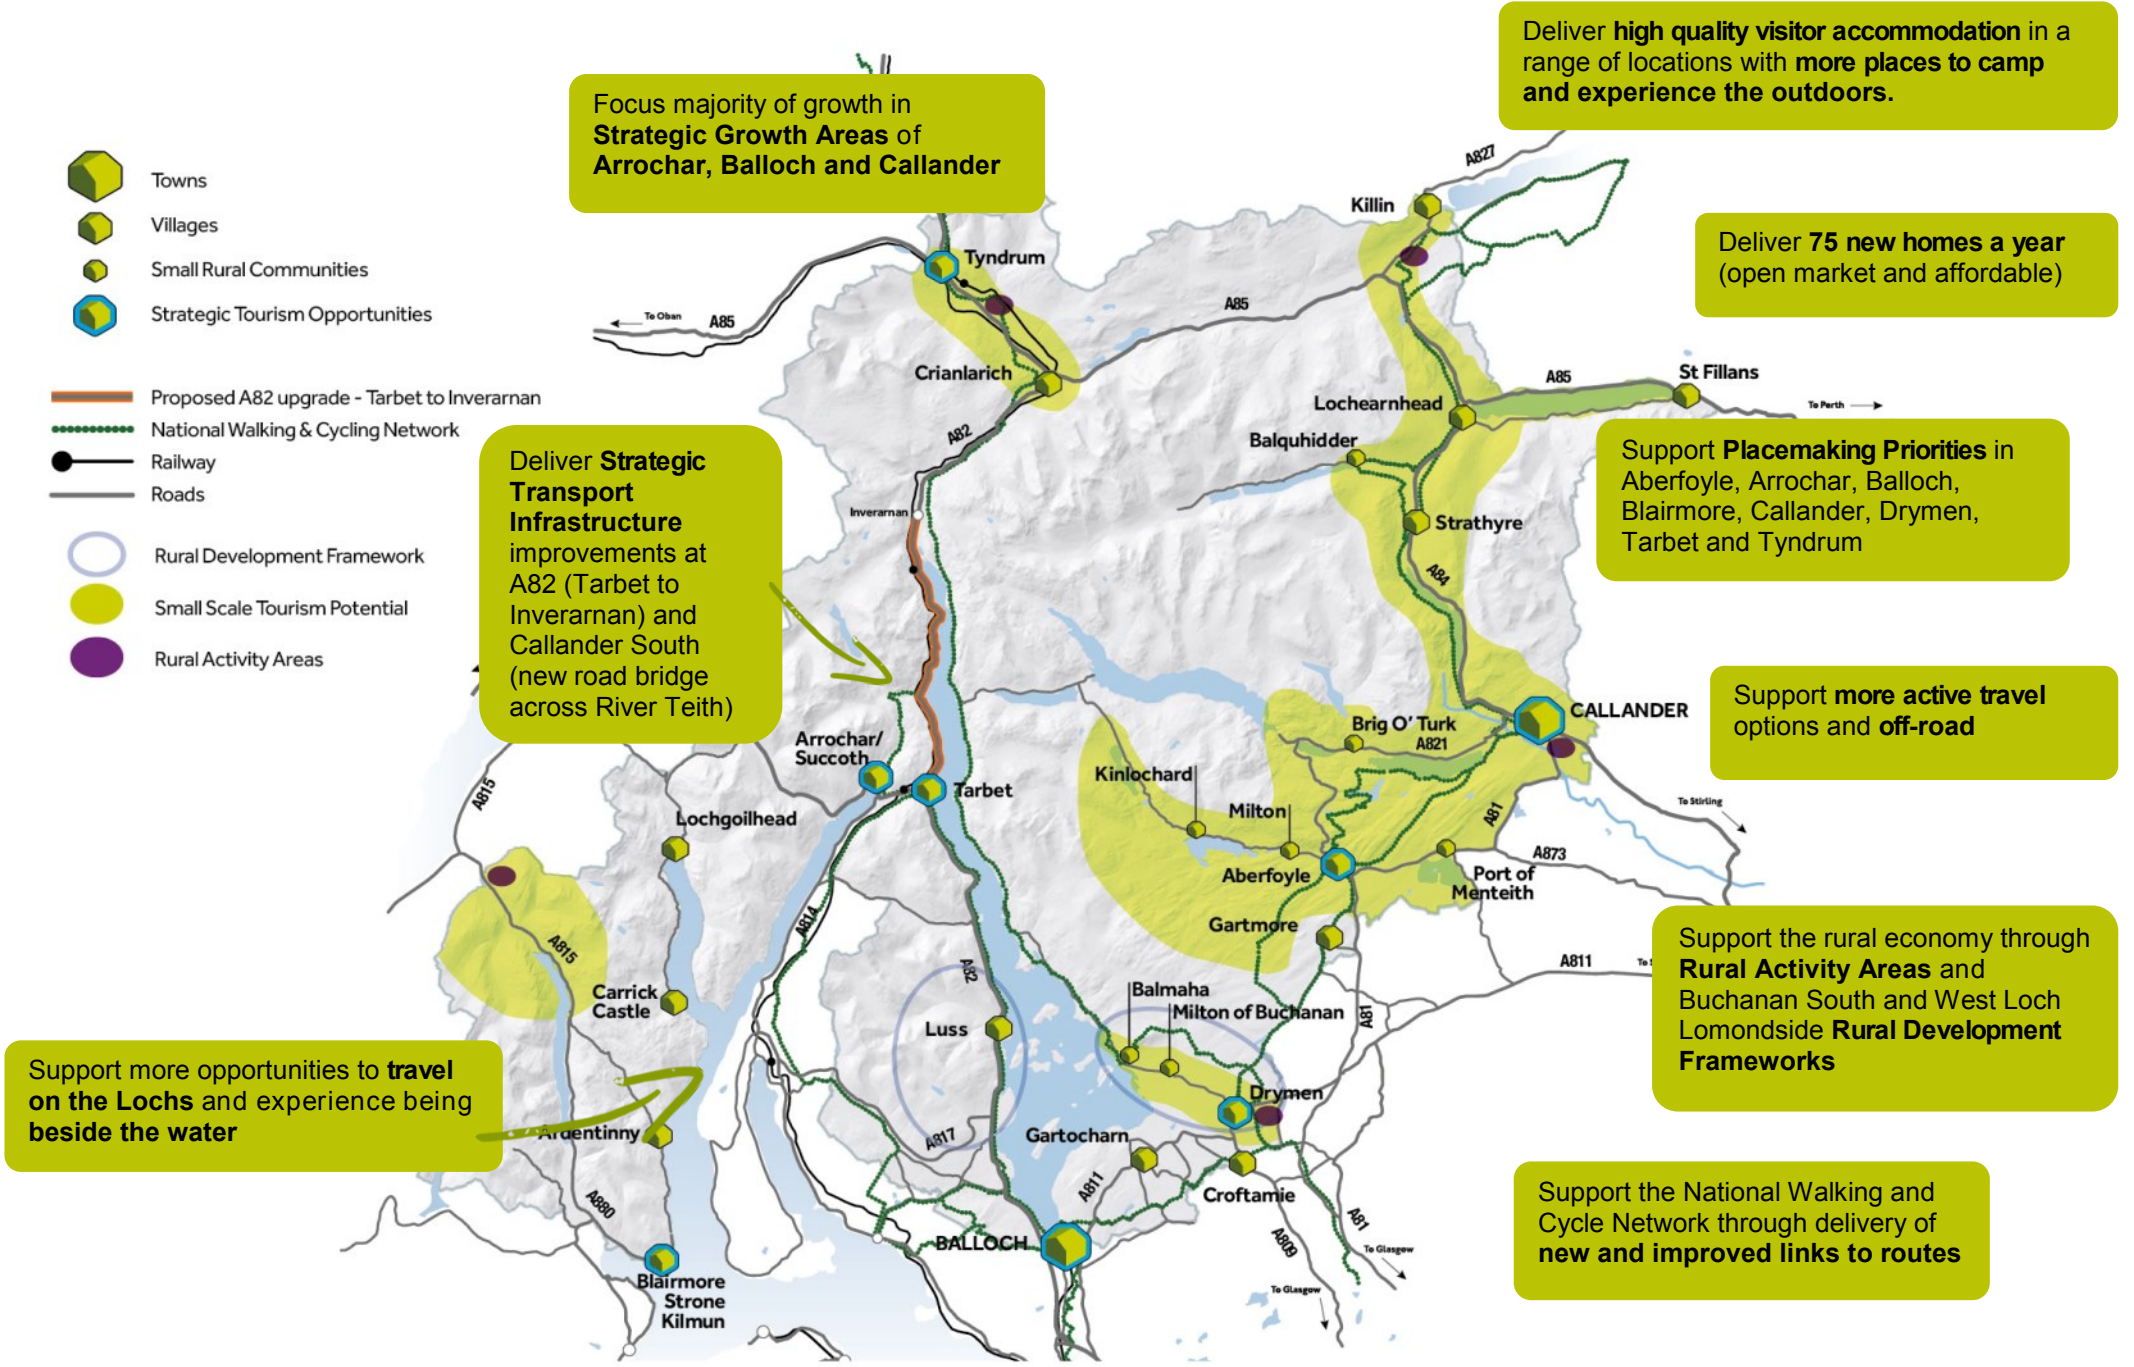 Deliver high quality visitor accommodation in a
range of locations with more places to camp
and experience the outdoors.
Focus majority of growth in
Strategic Growth Areas of
Arrochar, Balloch and Callander
Towns
Villages
Small Rural Communities
Strategic Tourism Opportunities
Proposed A82 upgrade - Tarbet to Inverarnan
National Walking & Cycling Network
Railway
Roads
Rural Development Framework
Small Scale Tourism Potential
Rural Activity Areas
Deliver 75 new homes a year
(open market and affordable)
Deliver Strategic
Transport
Infrastructure
improvements at
A82 (Tarbet to
Inverarnan) and
Callander South
(new road bridge
across River Teith)
Support Placemaking Priorities in
Aberfoyle, Arrochar, Balloch,
Blairmore, Callander, Drymen,
Tarbet and Tyndrum
Support more active travel
options and off-road
Support the rural economy through
Rural Activity Areas and
Buchanan South and West Loch
Lomondside Rural Development
Frameworks
Support more opportunities to travel
on the Lochs and experience being
beside the water
Support the National Walking and
Cycle Network through delivery of
new and improved links to routes
A827
Killin
Tyndrum
To Oban
A85
A85
Crianlarich
A85
St Fillans
To Perth
Lochearnhead
Balquhidder
A82
Inverarnan
Strathyre
A84
CALLANDER
Brig O' Turk
A821
Arrochar/
Succoth
Tarbet
Kinlochard
Milton
A81
To Stirling
A815
Lochgoilhead
Aberfoyle
A873
Port of
Menteith
A814
Gartmore
A815
A82
A811
Carrick
Castle
Balmaha
Milton of Buchanan
A81
Luss
Drymen
Ardentinny
A817
Gartocharn
A811
Croftamie
A880
A81
A809
To Glasgow
To Glasgow
BALLOCH
Blairmore
Strone
Kilmun